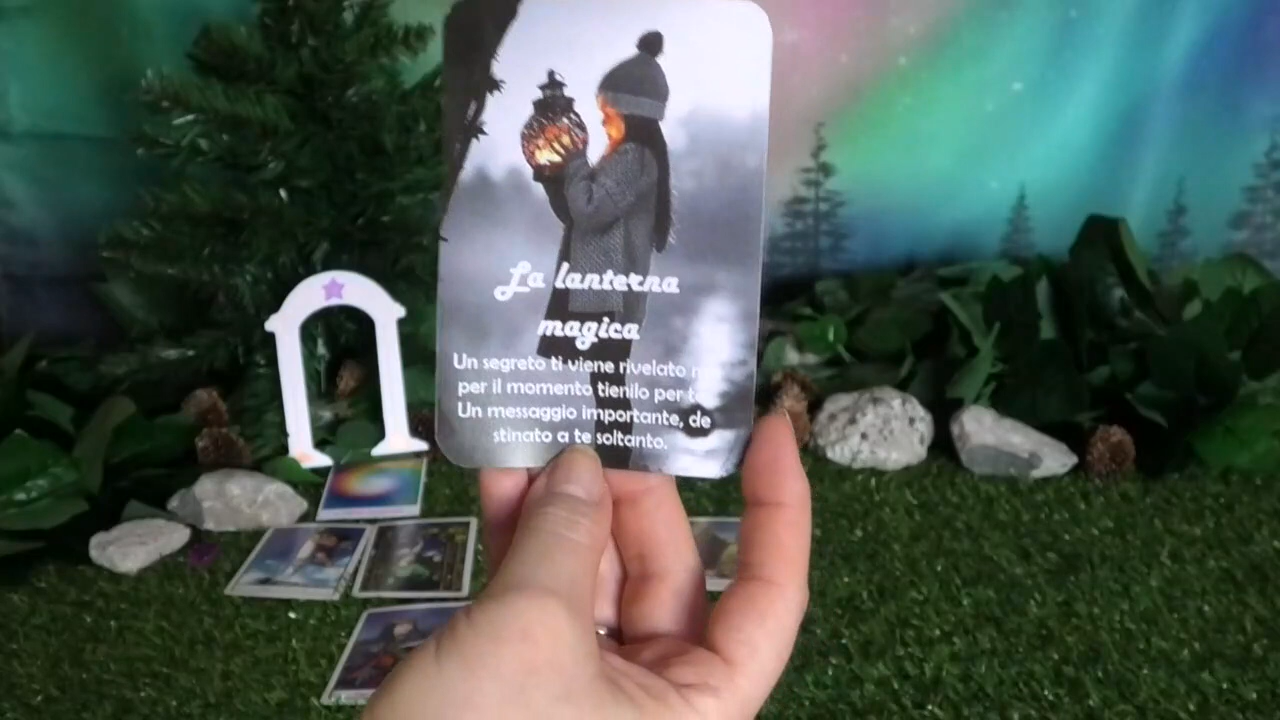 La lanterna
magica
Un segreto ti viene rivelato
per il momento tienilo per
Un messaggio importante, de
stinato a te soltanto.